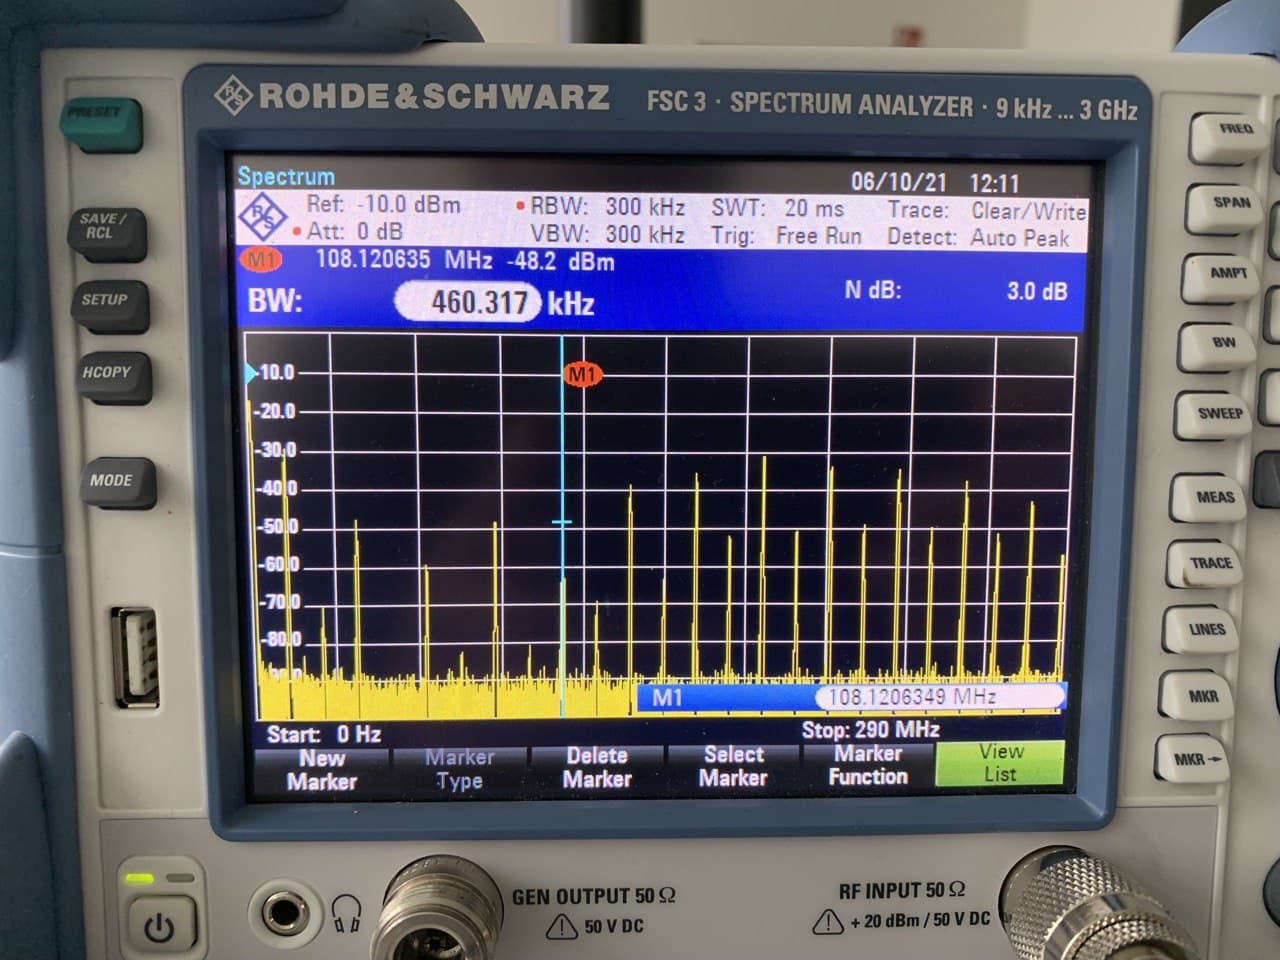 PRESET
SAVE/
RCL
SETUP
HCOPY
MODE
R&S ROHDE&SCHWARZ
FSC 3 · SPECTRUM ANALYZER · 9 kHz ... 3 GHz
Spectrum
06/10/21 12:11
R&S
Ref: -10.0 dBm
Att: 0 dB
RBW: 300 kHz
VBW: 300 kHz
SWT: 20 ms
Trig: Free Run
Trace: Clear/Write
Detect: Auto Peak
M1 108.120635 MHz -48.2 dBm
BW: 460.317 kHz
N dB: 3.0 dB
M1
-10.0
-20.0
-30.0
-40.0
-50.0
-60.0
-70.0
-80.0
M1 108.1206349 MHz
Start: 0 Hz
Stop: 290 MHz
New
Marker
Marker
Type
Delete
Marker
Select
Marker
Marker
Function
View
List
FREQ
SPAN
AMPT
BW
SWEEP
MEAS
TRACE
LINES
MKR
MKR→
GEN OUTPUT 50 Ω
50 V DC
RF INPUT 50 Ω
+ 20 dBm / 50 V DC